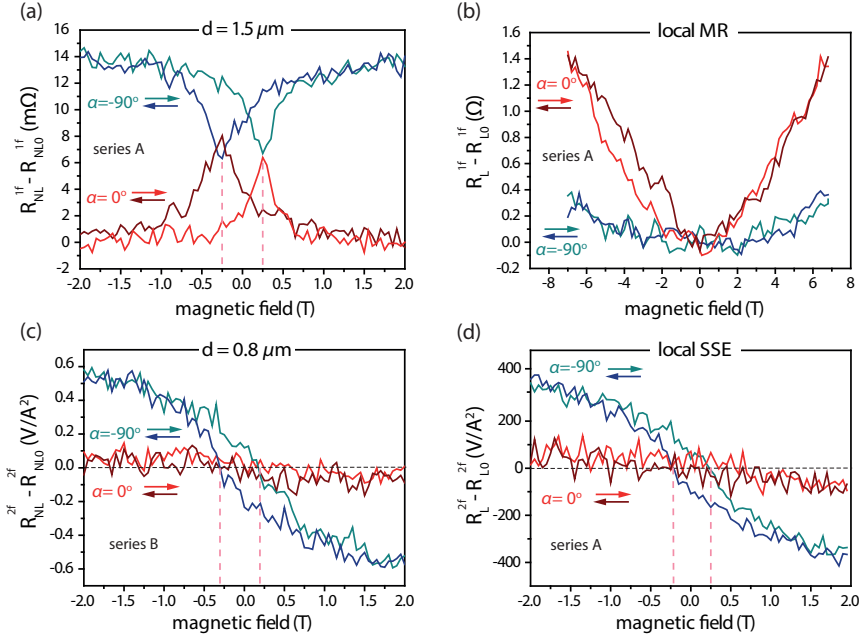 (a)
d = 1.5 μm
R_NL^1f - R_NL0^1f (mΩ)
16
14
12
10
8
6
4
2
0
-2
α=-90°
series A
α= 0°
-2.0 -1.5 -1.0 -0.5 0.0 0.5 1.0 1.5 2.0
magnetic field (T)
(b)
local MR
R_L^1f - R_L0^1f (Ω)
1.4
1.2
1.0
0.8
0.6
0.4
0.2
0.0
α=0°
series A
α=-90°
-8 -6 -4 -2 0 2 4 6 8
magnetic field (T)
(c)
d = 0.8 μm
R_NL^2f - R_NL0^2f (V/A²)
0.6
0.4
0.2
0.0
-0.2
-0.4
-0.6
α=-90°
α= 0°
series B
-2.0 -1.5 -1.0 -0.5 0.0 0.5 1.0 1.5 2.0
magnetic field (T)
(d)
local SSE
R_L^2f - R_L0^2f (V/A²)
400
200
0
-200
-400
α=-90°
α=0°
series A
-2.0 -1.5 -1.0 -0.5 0.0 0.5 1.0 1.5 2.0
magnetic field (T)